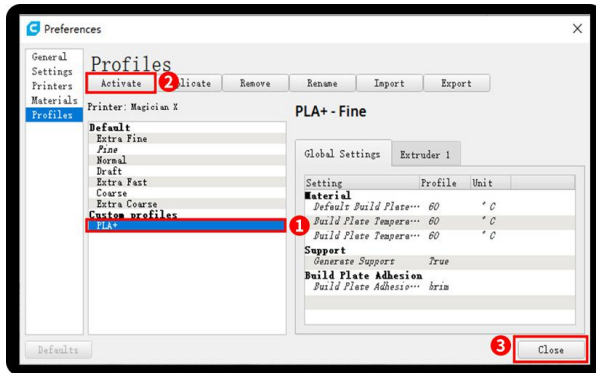 Preferences
General
Settings
Printers
Materials
Profiles
Profiles
Activate 2 licate Remove Rename Import Export
Printer: Magician X
Default
Extra Fine
Fine
Normal
Draft
Extra Fast
Coarse
Extra Coarse
Custom profiles
PLA+
1
PLA+ - Fine
Global Settings Extruder 1
Setting Profile Unit
Material
Default Build Plate··· 60 °C
Build Plate Tempera··· 60 °C
Build Plate Tempera··· 60 °C
Support
Generate Support True
Build Plate Adhesion
Build Plate Adhesio··· brim
Defaults
3 Close